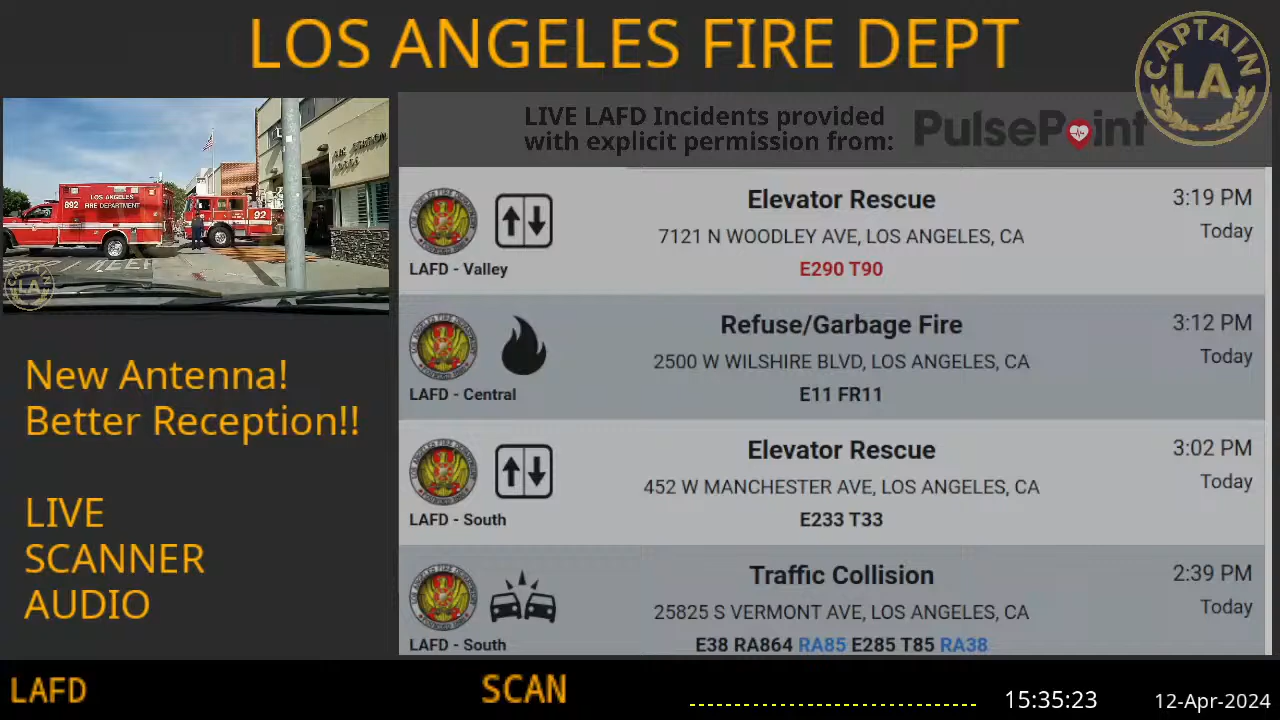 LOS ANGELES FIRE DEPT
CAPTAIN
LA
LIVE LAFD Incidents provided
with explicit permission from:
PulsePoint
892
LOS ANGELES
FIRE DEPARTMENT
92
KEEP
Elevator Rescue
3:19 PM
7121 N WOODLEY AVE, LOS ANGELES, CA
Today
LAFD - Valley
E290 T90
Refuse/Garbage Fire
3:12 PM
2500 W WILSHIRE BLVD, LOS ANGELES, CA
Today
LAFD - Central
E11 FR11
Elevator Rescue
3:02 PM
452 W MANCHESTER AVE, LOS ANGELES, CA
Today
LAFD - South
E233 T33
Traffic Collision
2:39 PM
25825 S VERMONT AVE, LOS ANGELES, CA
Today
LAFD - South
E38 RA864 RA85 E285 T85 RA38
New Antenna!
Better Reception!!
LIVE
SCANNER
AUDIO
LAFD
SCAN
15:35:23
12-Apr-2024